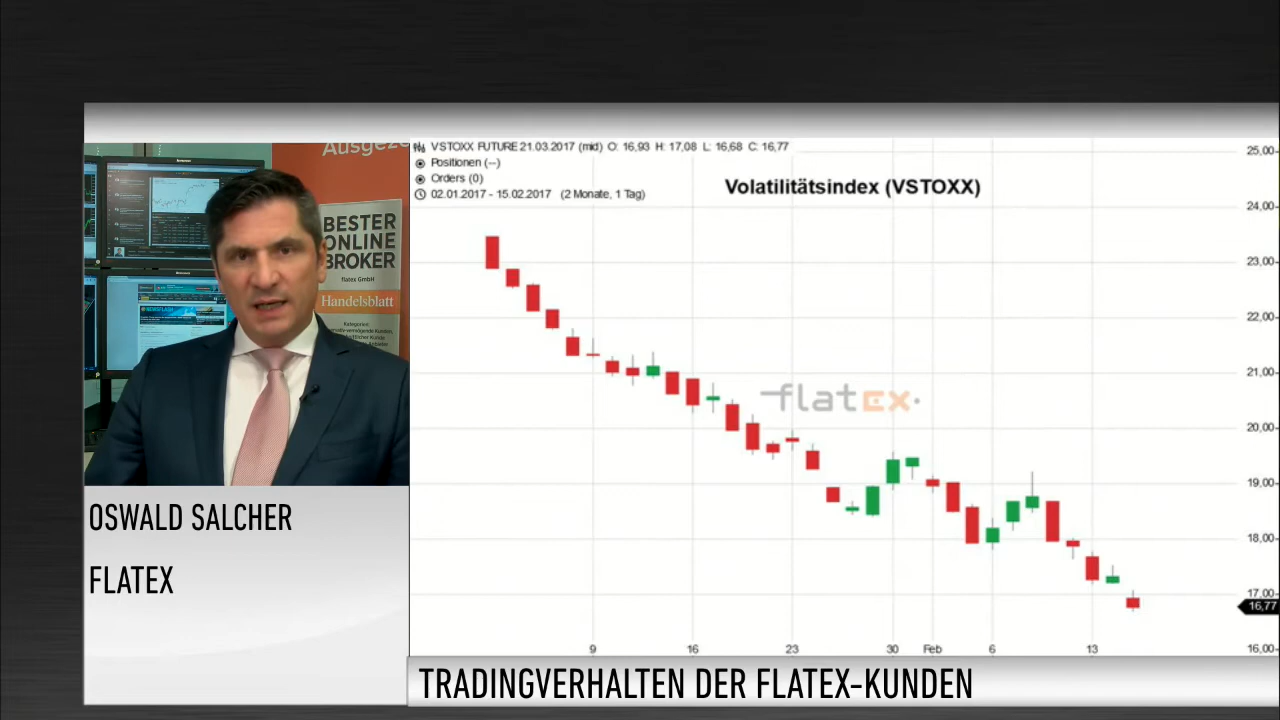 Ausgeze
BESTER
ONLINE
BROKER
flatex GmbH
Handelsblatt
Kategorien
OSWALD SALCHER
FLATEX
VSTOXX FUTURE 21.03.2017 (mid) O: 16,93 H: 17,08 L: 16,68 C: 16,77
Positionen (--)
Orders (0)
02.01.2017 - 15.02.2017 (2 Monate, 1 Tag)
Volatilitätsindex (VSTOXX)
flatex
25,00
24,00
23,00
22,00
21,00
20,00
19,00
18,00
17,00
16,77
16,00
9 16 23 30 Feb 6 13
TRADINGVERHALTEN DER FLATEX-KUNDEN